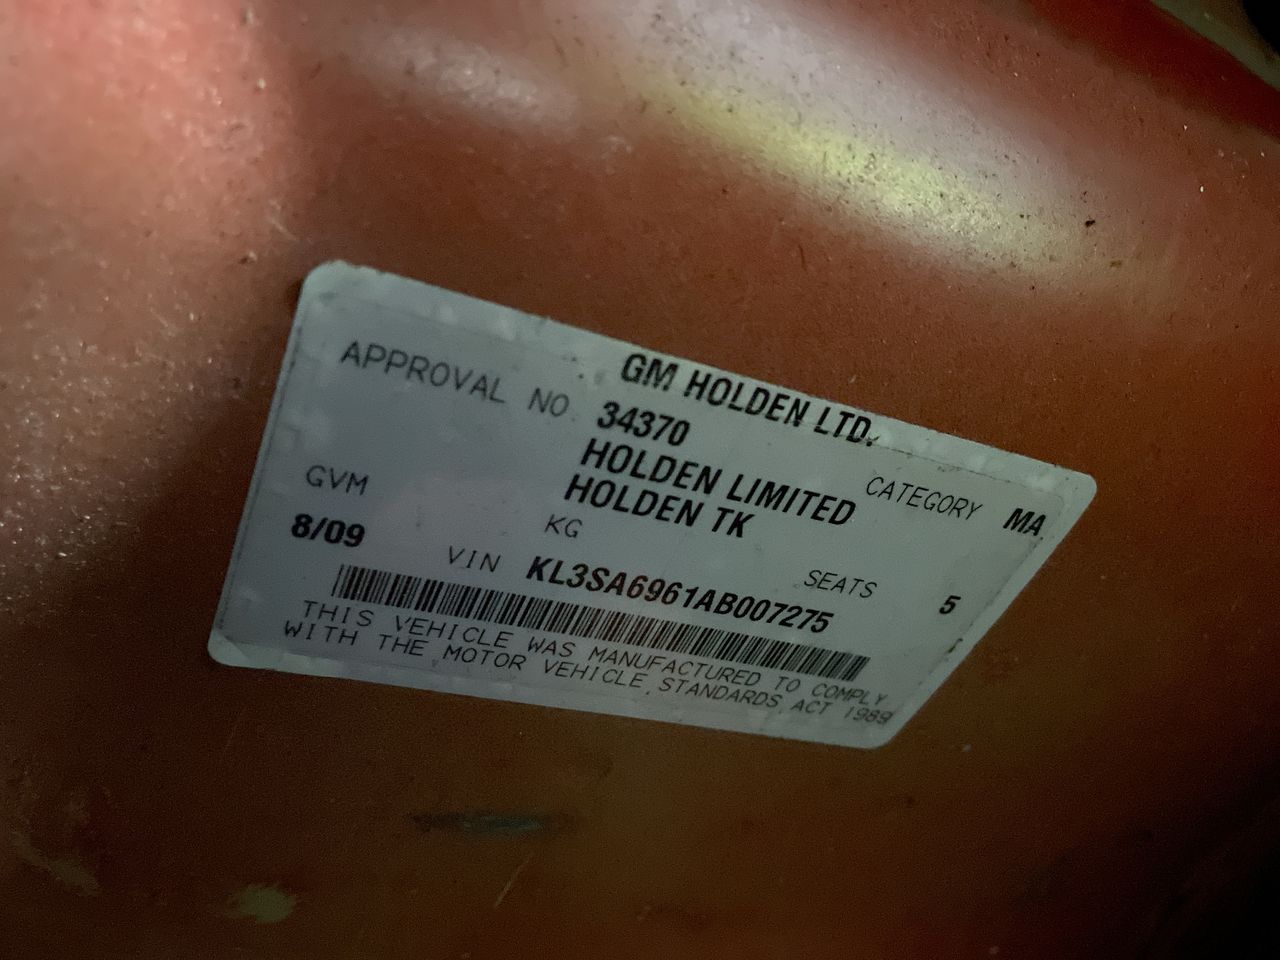 GM HOLDEN LTD.
APPROVAL NO. 34370 CATEGORY MA
HOLDEN LIMITED
HOLDEN TK
GVM KG SEATS 5
8/09 VIN KL3SA6961AB007275
THIS VEHICLE WAS MANUFACTURED TO COMPLY
WITH THE MOTOR VEHICLE STANDARDS ACT 1989